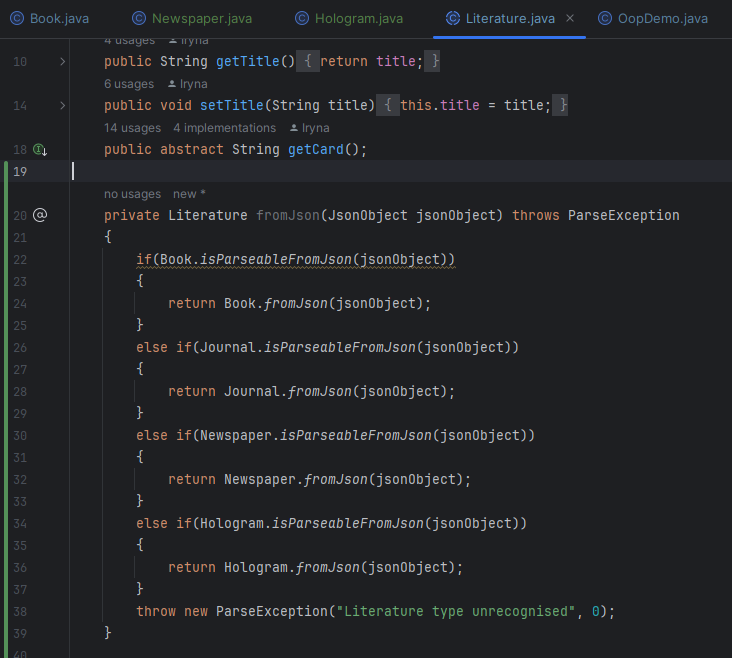 Book.java Newspaper.java Hologram.java Literature.java OopDemo.java
4 usages Iryna
10 public String getTitle() { return title; }
6 usages Iryna
14 public void setTitle(String title) { this.title = title; }
14 usages 4 implementations Iryna
18 public abstract String getCard();
19
no usages new *
20 private Literature fromJson(JsonObject jsonObject) throws ParseException
21 {
22 if(Book.isParseableFromJson(jsonObject))
23 {
24 return Book.fromJson(jsonObject);
25 }
26 else if(Journal.isParseableFromJson(jsonObject))
27 {
28 return Journal.fromJson(jsonObject);
29 }
30 else if(Newspaper.isParseableFromJson(jsonObject))
31 {
32 return Newspaper.fromJson(jsonObject);
33 }
34 else if(Hologram.isParseableFromJson(jsonObject))
35 {
36 return Hologram.fromJson(jsonObject);
37 }
38 throw new ParseException("Literature type unrecognised", 0);
39 }
40